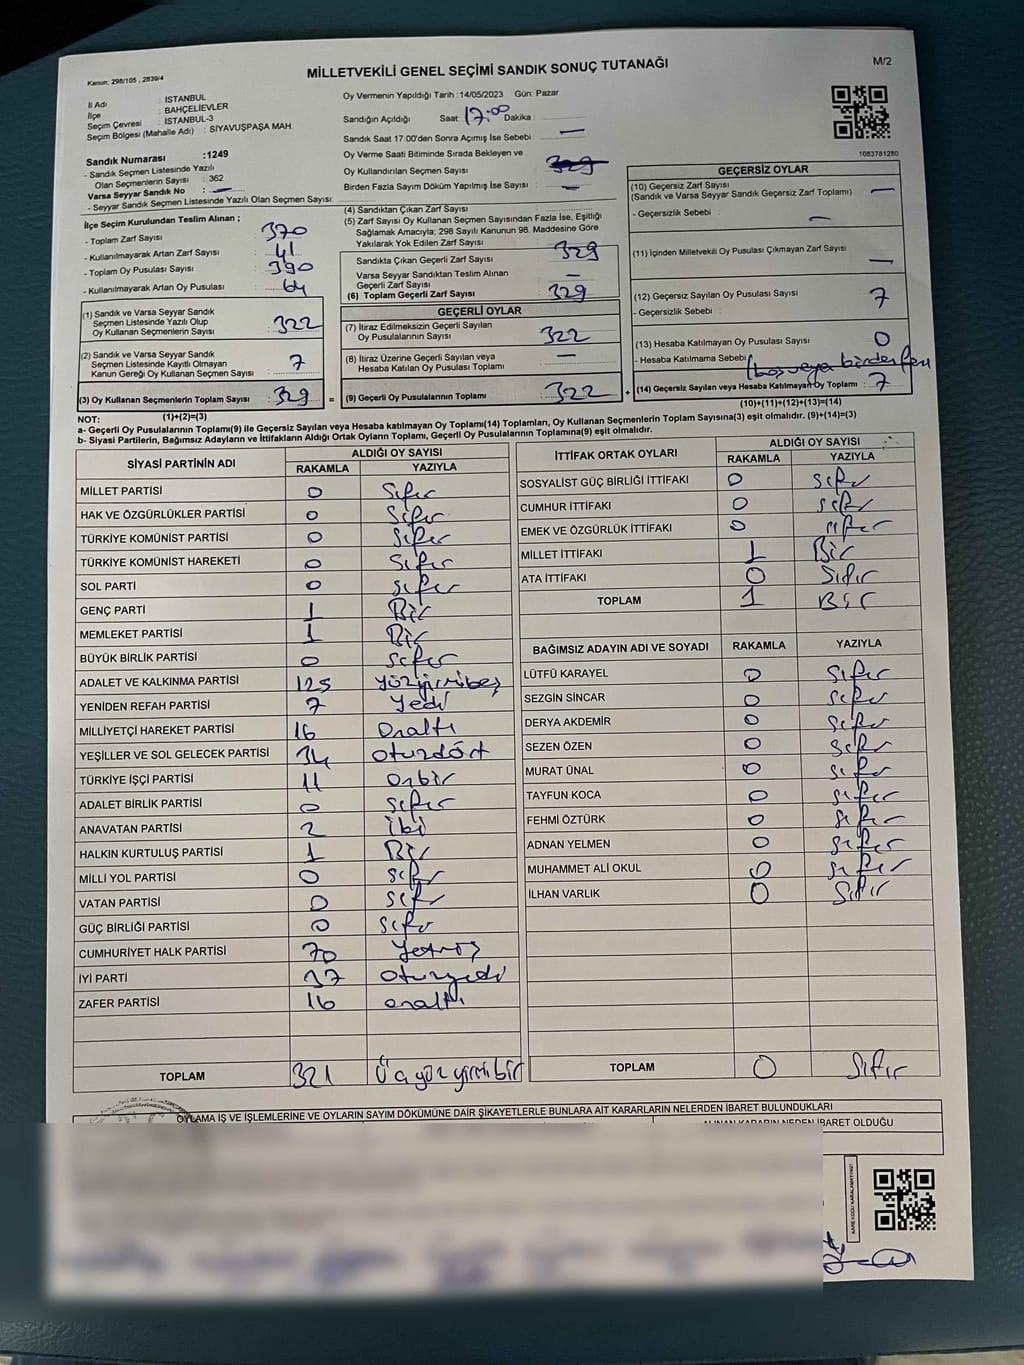 Kanun; 298/105 , 2839/4
MİLLETVEKİLİ GENEL SEÇİMİ SANDIK SONUÇ TUTANAĞI
M/2
İl Adı : İSTANBUL
İlçe : BAHÇELİEVLER
Seçim Çevresi : İSTANBUL-3
Seçim Bölgesi (Mahalle Adı) : SİYAVUŞPAŞA MAH.
Oy Vermenin Yapıldığı Tarih :14/05/2023 Gün: Pazar
Sandığın Açıldığı Saat: 17:00 Dakika :
Sandık Saat 17.00'den Sonra Açımış İse Sebebi : —
Oy Verme Saati Bitiminde Sırada Bekleyen ve
Oy Kullandırılan Seçmen Sayısı
Birden Fazla Sayım Döküm Yapılmış İse Sayısı : —
1083781280
Sandık Numarası :1249
- Sandık Seçmen Listesinde Yazılı
Olan Seçmenlerin Sayısı : 362
Varsa Seyyar Sandık No : —
- Seyyar Sandık Seçmen Listesinde Yazılı Olan Seçmen Sayısı:
İlçe Seçim Kurulundan Teslim Alınan ;
- Toplam Zarf Sayısı : 370
- Kullanılmayarak Artan Zarf Sayısı : 41
- Toplam Oy Pusulası Sayısı : 390
- Kullanılmayarak Artan Oy Pusulası : 64
(1) Sandık ve Varsa Seyyar Sandık
Seçmen Listesinde Yazılı Olup
Oy Kullanan Seçmenlerin Sayısı : 322
(2) Sandık ve Varsa Seyyar Sandık
Seçmen Listesinde Kayıtlı Olmayan
Kanun Gereği Oy Kullanan Seçmen Sayısı : 7
(3) Oy Kullanan Seçmenlerin Toplam Sayısı : 329 =
(1)+(2)=(3)
(4) Sandıktan Çıkan Zarf Sayısı
(5) Zarf Sayısı Oy Kullanan Seçmen Sayısından Fazla İse, Eşitliği
Sağlamak Amacıyla; 298 Sayılı Kanunun 98. Maddesine Göre
Yakılarak Yok Edilen Zarf Sayısı :
Sandıkta Çıkan Geçerli Zarf Sayısı : 329
Varsa Seyyar Sandıktan Teslim Alınan
Geçerli Zarf Sayısı : —
(6) Toplam Geçerli Zarf Sayısı : 329
GEÇERLİ OYLAR
(7) İtiraz Edilmeksizin Geçerli Sayılan
Oy Pusulalarının Sayısı : 322
(8) İtiraz Üzerine Geçerli Sayılan veya
Hesaba Katılan Oy Pusulası Toplamı : —
(9) Geçerli Oy Pusulalarının Toplamı : 322 +
GEÇERSİZ OYLAR
(10) Geçersiz Zarf Sayısı
(Sandık ve Varsa Seyyar Sandık Geçersiz Zarf Toplamı) : —
- Geçersizlik Sebebi : —
(11) İçinden Milletvekili Oy Pusulası Çıkmayan Zarf Sayısı : —
(12) Geçersiz Sayılan Oy Pusulası Sayısı : 7
- Geçersizlik Sebebi :
(13) Hesaba Katılmayan Oy Pusulası Sayısı : 0
- Hesaba Katılmama Sebebi (boş veya birden fazla
(14) Geçersiz Sayılan veya Hesaba Katılmayan Oy Toplamı : 7
(10)+(11)+(12)+(13)=(14)
NOT:
a- Geçerli Oy Pusulalarının Toplamı(9) ile Geçersiz Sayılan veya Hesaba katılmayan Oy Toplamı(14) Toplamları, Oy Kullanan Seçmenlerin Toplam Sayısına(3) eşit olmalıdır. (9)+(14)=(3)
b- Siyasi Partilerin, Bağımsız Adayların ve İttifakların Aldığı Ortak Oyların Toplamı, Geçerli Oy Pusulalarının Toplamına(9) eşit olmalıdır.
SİYASİ PARTİNİN ADI ALDIĞI OY SAYISI
RAKAMLA YAZIYLA
MİLLET PARTİSİ 0 Sıfır
HAK VE ÖZGÜRLÜKLER PARTİSİ 0 Sıfır
TÜRKİYE KOMÜNİST PARTİSİ 0 Sıfır
TÜRKİYE KOMÜNİST HAREKETİ 0 Sıfır
SOL PARTİ 0 sıfır
GENÇ PARTİ 1 Bir
MEMLEKET PARTİSİ 1 Bir
BÜYÜK BİRLİK PARTİSİ 0 sıfır
ADALET VE KALKINMA PARTİSİ 125 yüzyirmibeş
YENİDEN REFAH PARTİSİ 7 Yedi
MİLLİYETÇİ HAREKET PARTİSİ 16 Onaltı
YEŞİLLER VE SOL GELECEK PARTİSİ 34 otuzdört
TÜRKİYE İŞÇİ PARTİSİ 11 onbir
ADALET BİRLİK PARTİSİ 0 sıfır
ANAVATAN PARTİSİ 2 iki
HALKIN KURTULUŞ PARTİSİ 1 Bir
MİLLİ YOL PARTİSİ 0 sıfır
VATAN PARTİSİ 0 sıfır
GÜÇ BİRLİĞİ PARTİSİ 0 sıfır
CUMHURİYET HALK PARTİSİ 70 Yetmiş
İYİ PARTİ 37 otuzyedi
ZAFER PARTİSİ 16 onaltı
TOPLAM 321 Üçyüzyirmibir
İTTİFAK ORTAK OYLARI ALDIĞI OY SAYISI
RAKAMLA YAZIYLA
SOSYALİST GÜÇ BİRLİĞİ İTTİFAKI 0 sıfır
CUMHUR İTTİFAKI 0 sıfır
EMEK VE ÖZGÜRLÜK İTTİFAKI 0 sıfır
MİLLET İTTİFAKI 1 Bir
ATA İTTİFAKI 0 Sıfır
TOPLAM 1 Bir
BAĞIMSIZ ADAYIN ADI VE SOYADI RAKAMLA YAZIYLA
LÜTFÜ KARAYEL 0 Sıfır
SEZGİN SİNCAR 0 sıfır
DERYA AKDEMİR 0 sıfır
SEZEN ÖZEN 0 sıfır
MURAT ÜNAL 0 sıfır
TAYFUN KOCA 0 sıfır
FEHMİ ÖZTÜRK 0 sıfır
ADNAN YELMEN 0 sıfır
MUHAMMET ALİ OKUL 0 sıfır
İLHAN VARLIK 0 Sıfır
TOPLAM 0 Sıfır
OYLAMA İŞ VE İŞLEMLERİNE VE OYLARIN SAYIM DÖKÜMÜNE DAİR ŞİKAYETLERLE BUNLARA AİT KARARLARIN NELERDEN İBARET BULUNDUKLARI
ALINAN KARARIN NEDEN İBARET OLDUĞU
KARE KODU KARALAMAYINIZ!